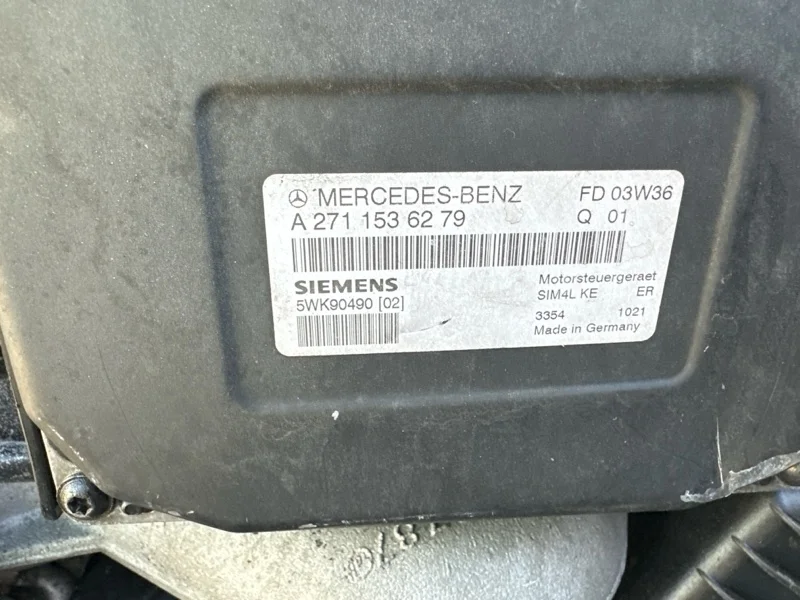 MERCEDES-BENZ FD 03W36
A 271 153 62 79 Q 01
SIEMENS Motorsteuergeraet
5WK90490 [02] SIM4L KE ER
3354 1021
Made in Germany